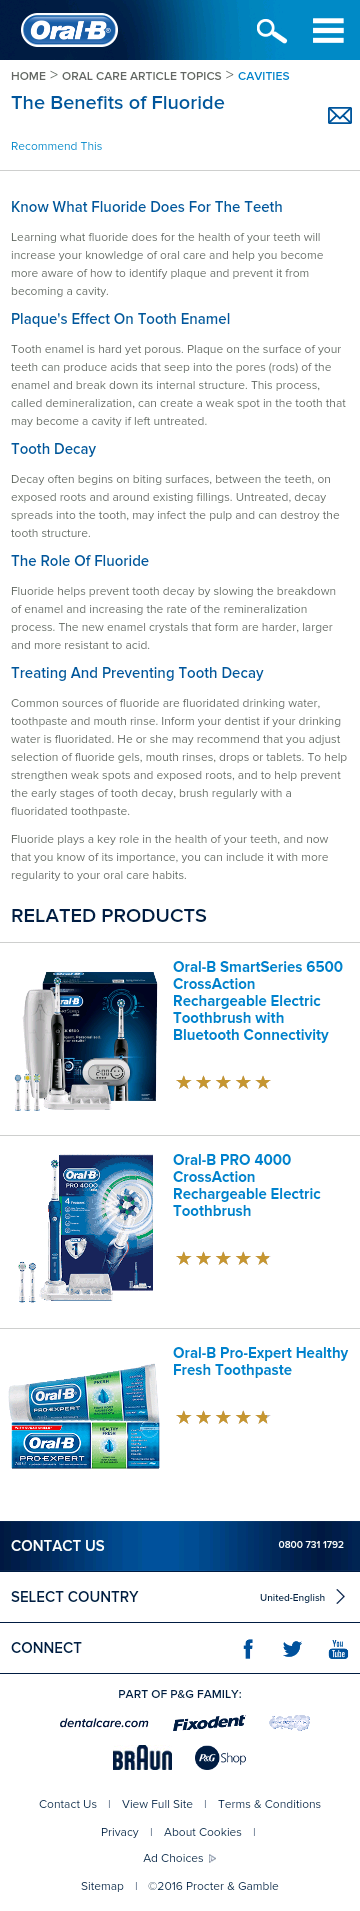 Oral-B
HOME > ORAL CARE ARTICLE TOPICS > CAVITIES
The Benefits of Fluoride
Recommend This
Know What Fluoride Does For The Teeth
Learning what fluoride does for the health of your teeth will
increase your knowledge of oral care and help you become
more aware of how to identify plaque and prevent it from
becoming a cavity.
Plaque's Effect On Tooth Enamel
Tooth enamel is hard yet porous. Plaque on the surface of your
teeth can produce acids that seep into the pores (rods) of the
enamel and break down its internal structure. This process,
called demineralization, can create a weak spot in the tooth that
may become a cavity if left untreated.
Tooth Decay
Decay often begins on biting surfaces, between the teeth, on
exposed roots and around existing fillings. Untreated, decay
spreads into the tooth, may infect the pulp and can destroy the
tooth structure.
The Role Of Fluoride
Fluoride helps prevent tooth decay by slowing the breakdown
of enamel and increasing the rate of the remineralization
process. The new enamel crystals that form are harder, larger
and more resistant to acid.
Treating And Preventing Tooth Decay
Common sources of fluoride are fluoridated drinking water,
toothpaste and mouth rinse. Inform your dentist if your drinking
water is fluoridated. He or she may recommend that you adjust
selection of fluoride gels, mouth rinses, drops or tablets. To help
strengthen weak spots and exposed roots, and to help prevent
the early stages of tooth decay, brush regularly with a
fluoridated toothpaste.
Fluoride plays a key role in the health of your teeth, and now
that you know of its importance, you can include it with more
regularity to your oral care habits.
RELATED PRODUCTS
Oral-B
Oral-B SmartSeries 6500
CrossAction
Rechargeable Electric
Toothbrush with
Bluetooth Connectivity
Oral-B
PRO 4000
Oral-B PRO 4000
CrossAction
Rechargeable Electric
Toothbrush
Oral-B
PRO-EXPERT
HEALTHY
FRESH
Oral-B
PRO-EXPERT
HEALTHY
FRESH
Oral-B Pro-Expert Healthy
Fresh Toothpaste
CONTACT US 0800 731 1792
SELECT COUNTRY United-English
CONNECT You Tube
PART OF P&G FAMILY:
dentalcare.com Fixodent
BRAUN P&G Shop
Contact Us | View Full Site | Terms & Conditions
Privacy | About Cookies |
Ad Choices
Sitemap | ©2016 Procter & Gamble